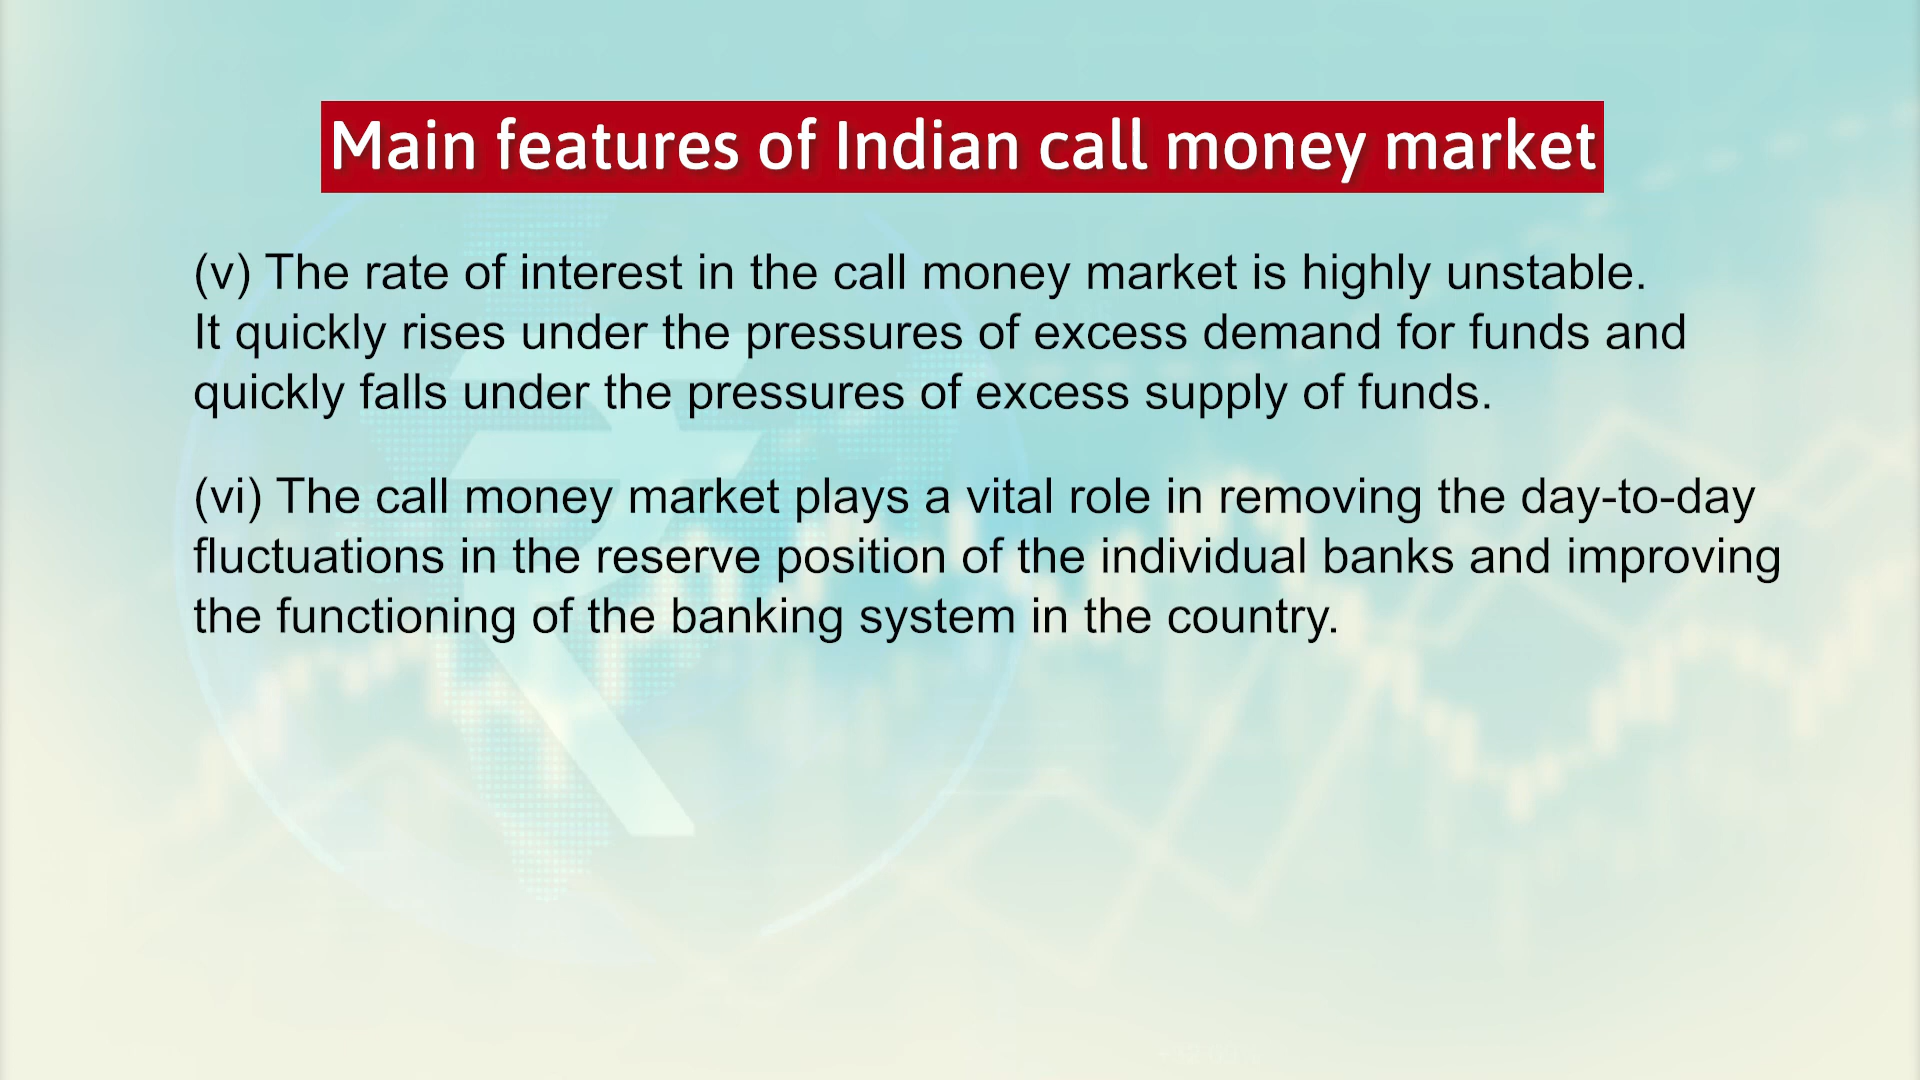 Main features of Indian call money market
(v) The rate of interest in the call money market is highly unstable.
It quickly rises under the pressures of excess demand for funds and
quickly falls under the pressures of excess supply of funds.
(vi) The call money market plays a vital role in removing the day-to-day
fluctuations in the reserve position of the individual banks and improving
the functioning of the banking system in the country.